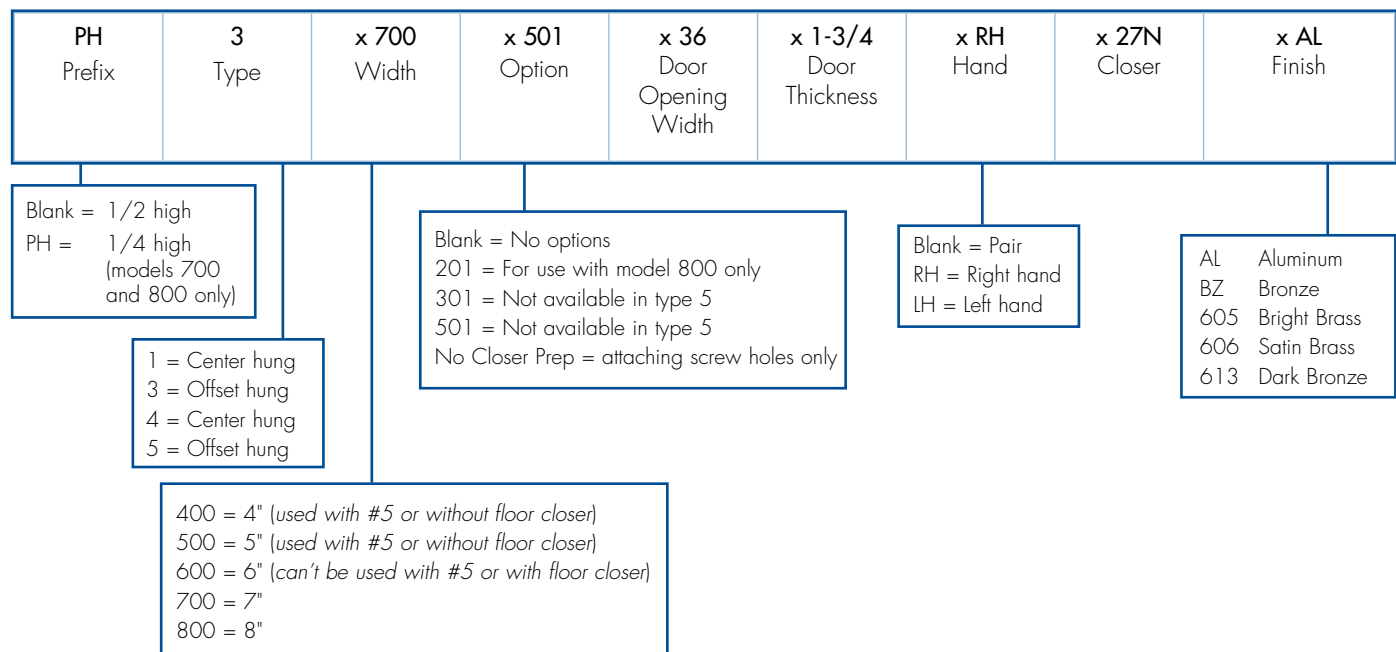 PH 3 x 700 x 501 x 36 x 1-3/4 x RH x 27N x AL
Prefix Type Width Option Door Door Hand Closer Finish
Opening Thickness
Width
Blank = 1/2 high
PH = 1/4 high
(models 700
and 800 only)
1 = Center hung
3 = Offset hung
4 = Center hung
5 = Offset hung
400 = 4" (used with #5 or without floor closer)
500 = 5" (used with #5 or without floor closer)
600 = 6" (can't be used with #5 or with floor closer)
700 = 7"
800 = 8"
Blank = No options
201 = For use with model 800 only
301 = Not available in type 5
501 = Not available in type 5
No Closer Prep = attaching screw holes only
Blank = Pair
RH = Right hand
LH = Left hand
AL Aluminum
BZ Bronze
605 Bright Brass
606 Satin Brass
613 Dark Bronze